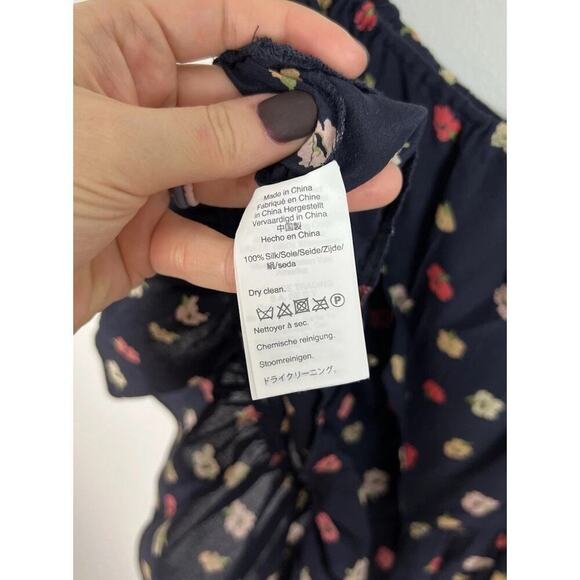 Made in China
Fabriqué en Chine
in China Hergestellt
Vervaardigd in China
中国製
Hecho en China.
100% Silk/Soie/Seide/Zijde/
絹/seda
Dry clean.
P
Nettoyer à sec.
Chemische reinigung.
Stoomreinigen.
ドライクリーニング。